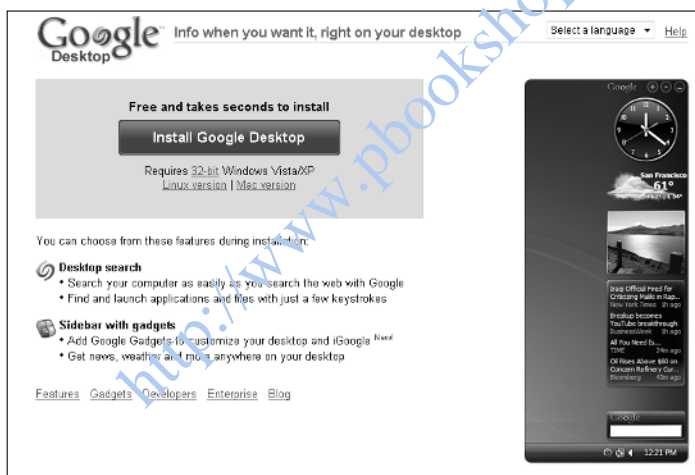 Google
Desktop
Info when you want it, right on your desktop
Select a language
Help
Free and takes seconds to install
Install Google Desktop
Requires 32-bit Windows Vista/XP
Linux version | Mac version
You can choose from these features during installation:
Desktop search
• Search your computer as easily as you search the web with Google
• Find and launch applications and files with just a few keystrokes
Sidebar with gadgets
• Add Google Gadgets to customize your desktop and iGoogle New!
• Get news, weather and more anywhere on your desktop
Features Gadgets Developers Enterprise Blog
Google
12
San Francisco
61°
Iraqi Official Fired for
Criticizing Maliki in Rap...
New York Times 1h ago
Breakup becomes
YouTube breakthrough
BusinessWeek 1h ago
All You Need Is...
TIME 24m ago
Oil Rises Above $60 on
Concern Refinery Cur...
Bloomberg 43m ago
Google
12:21 PM
http://www.pbookshop